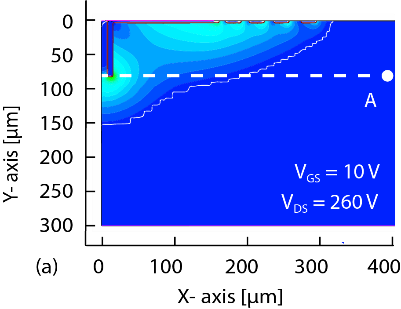 0
50
100
150
200
250
300
Y- axis [µm]
A
V_GS = 10 V
V_DS = 260 V
(a)
0 100 200 300 400
X- axis [µm]